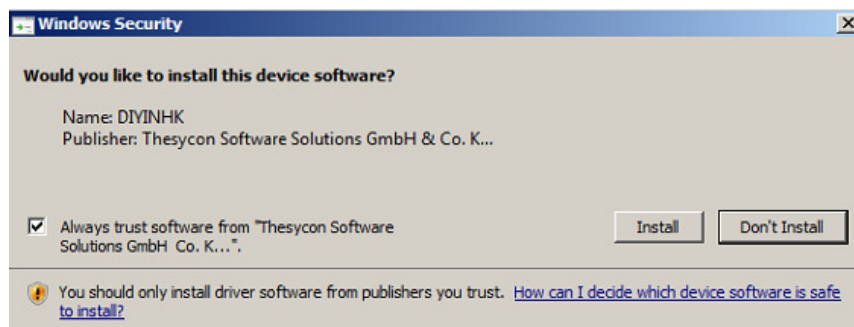 Windows Security
Would you like to install this device software?
Name: DIYINHK
Publisher: Thesycon Software Solutions GmbH & Co. K...
Always trust software from "Thesycon Software
Solutions GmbH  Co. K...".
Install
Don't Install
You should only install driver software from publishers you trust. How can I decide which device software is safe
to install?